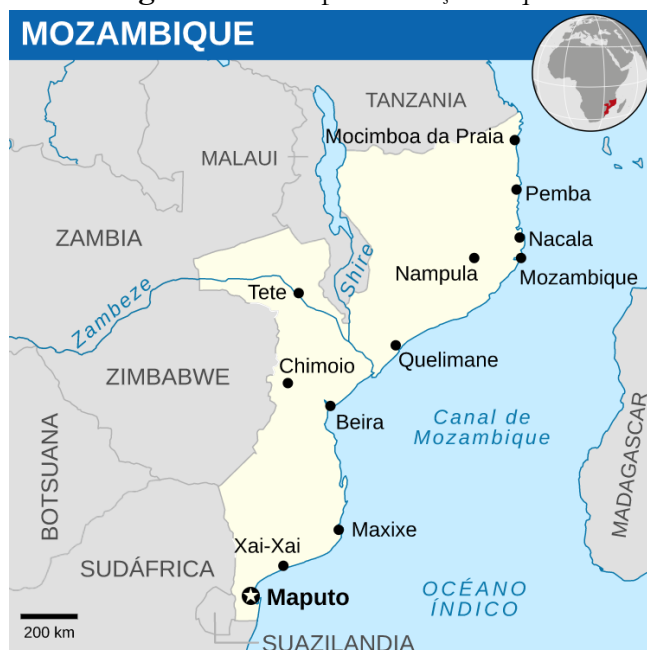 MOZAMBIQUE
TANZANIA
Mocimboa da Praia
MALAUI
Pemba
ZAMBIA
Nacala
Shire
Nampula
Mozambique
Tete
Zambeze
Quelimane
Chimoio
ZIMBABWE
Beira
Canal de
Mozambique
BOTSUANA
MADAGASCAR
Maxixe
Xai-Xai
SUDÁFRICA
OCÉANO
ÍNDICO
Maputo
200 km
SUAZILANDIA